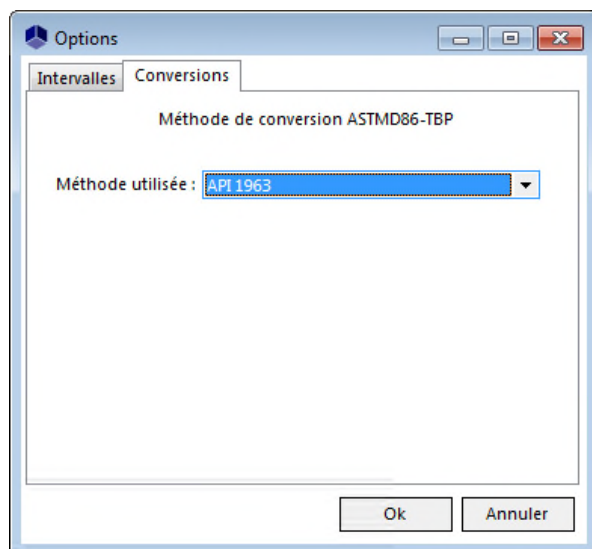 Options
Intervalles Conversions
Méthode de conversion ASTMD86-TBP
Méthode utilisée : API 1963
Ok Annuler